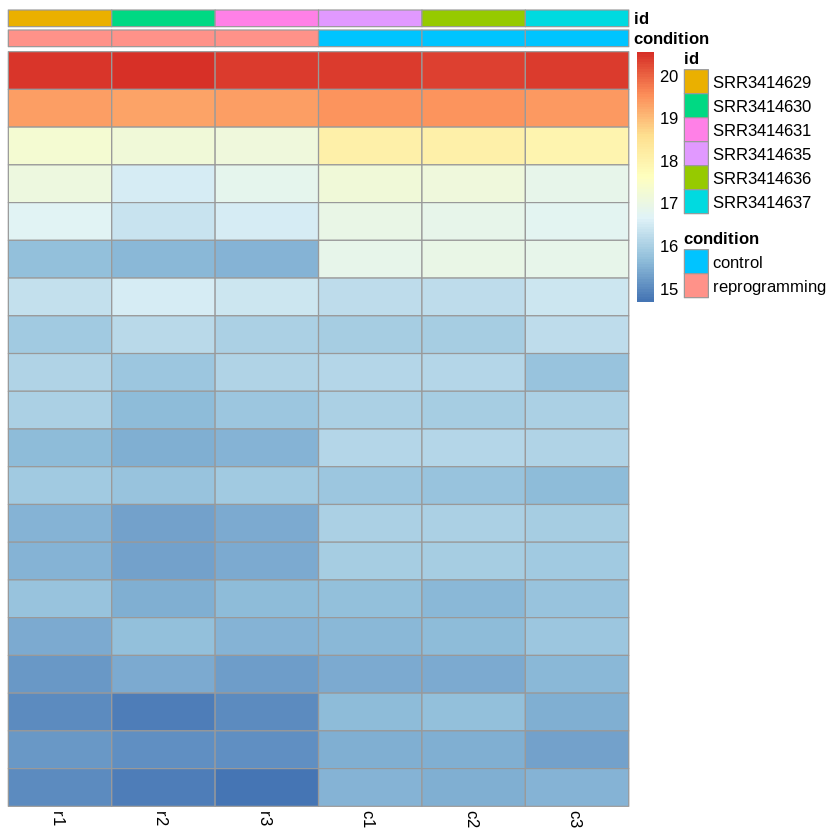 id
condition
id
SRR3414629
SRR3414630
SRR3414631
SRR3414635
SRR3414636
SRR3414637
condition
control
reprogramming
20
19
18
17
16
15
r1
r2
r3
c1
c2
c3